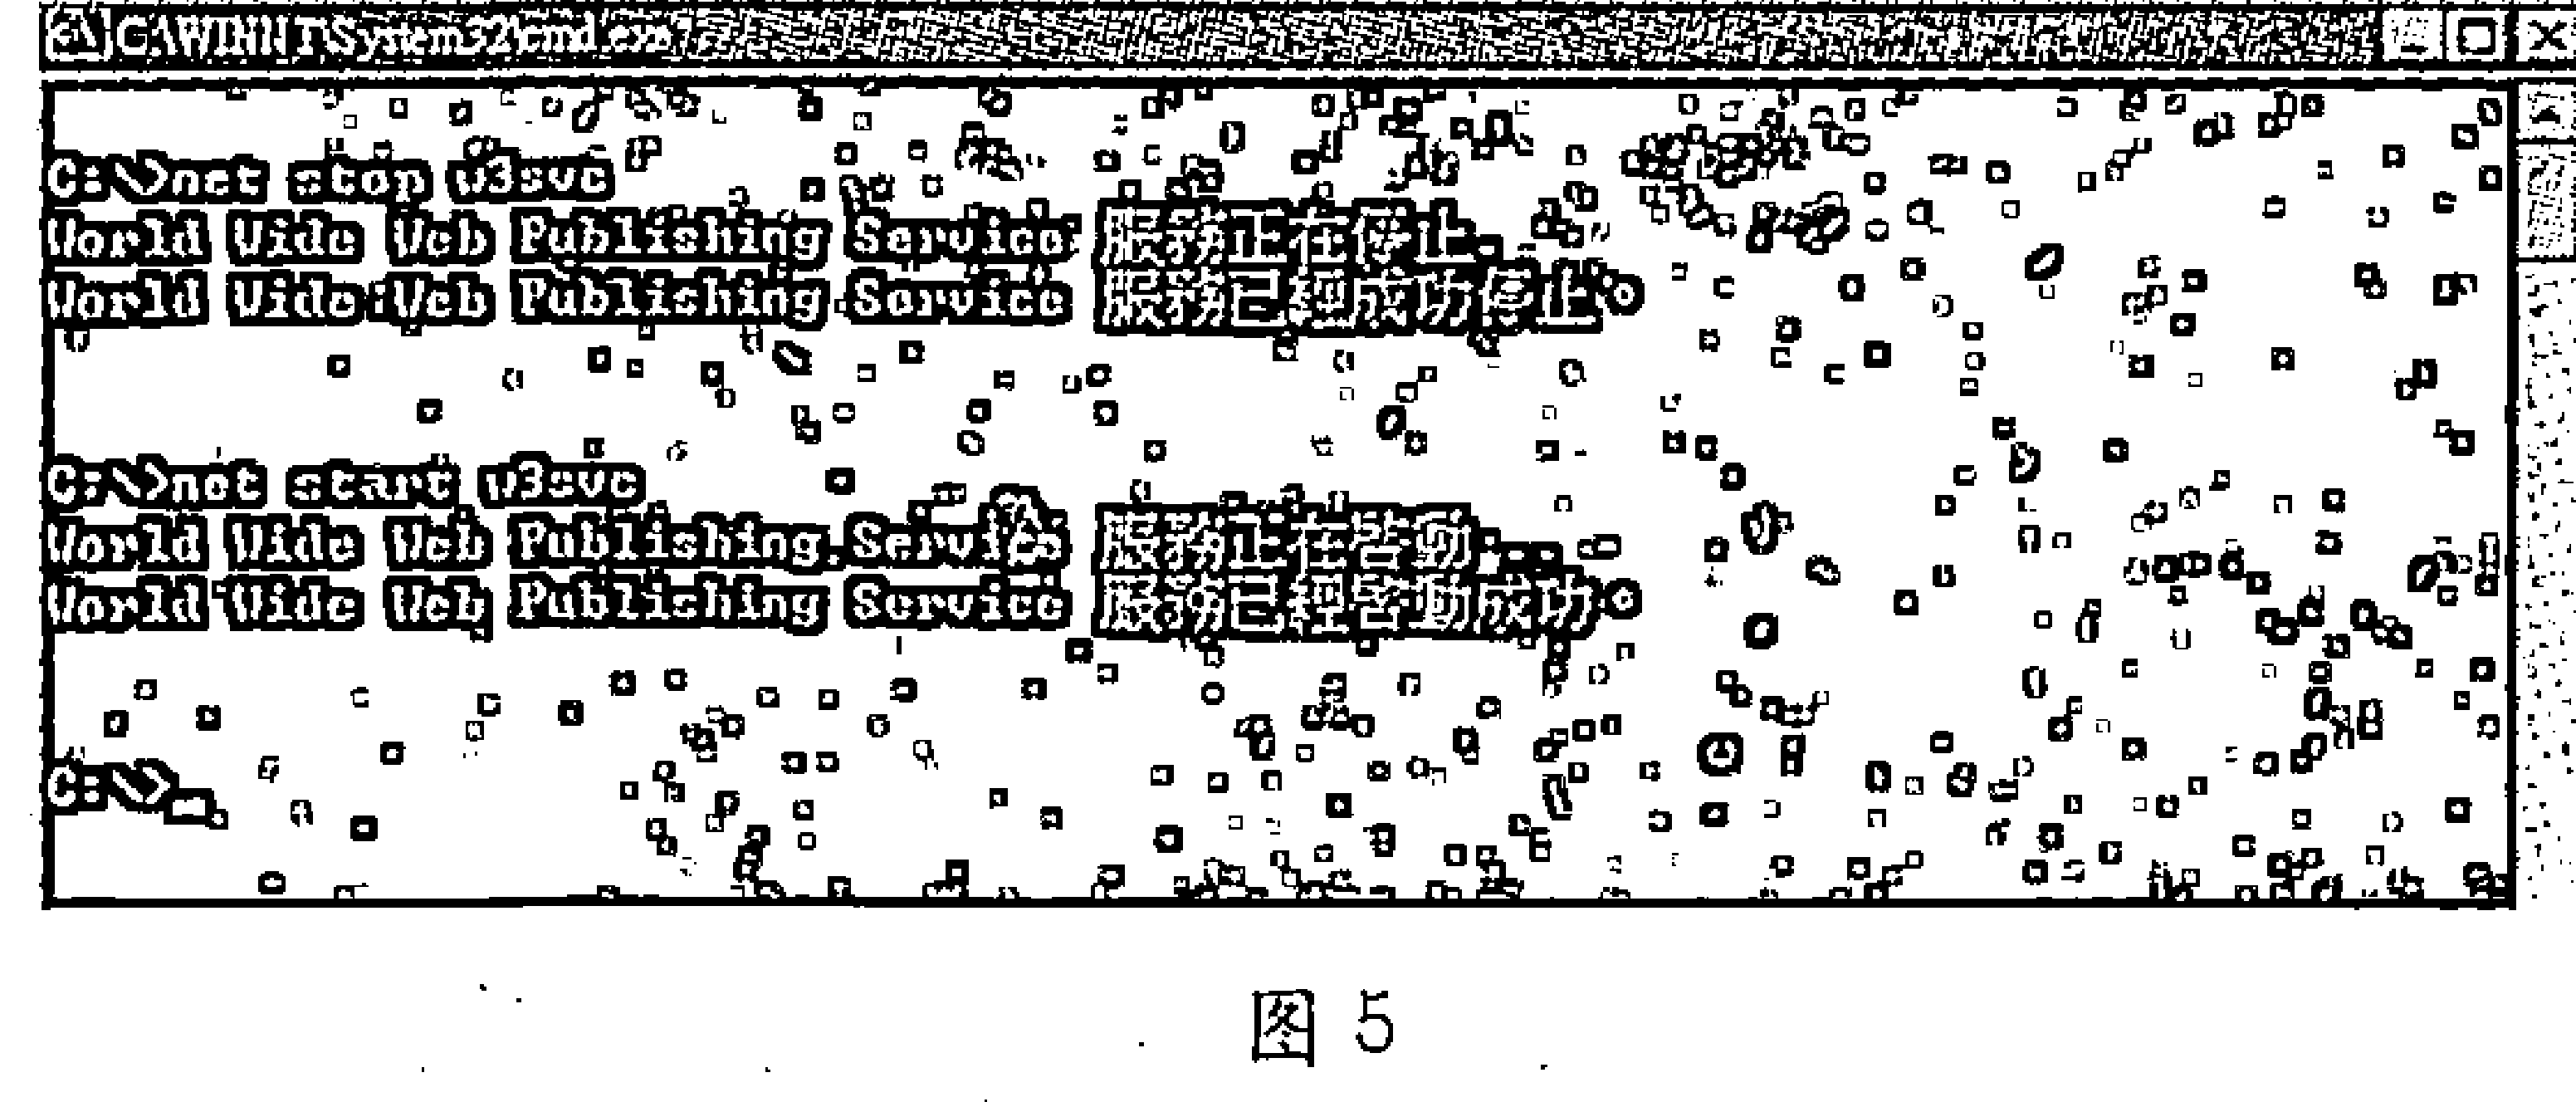 C:\WINNT\System32\cmd.exe
C:\>net stop w3svc
World Wide Web Publishing Service 服務正在停止
World Wide Web Publishing Service 服務已經成功停止。
C:\>net start w3svc
World Wide Web Publishing Service 服務正在啓動
World Wide Web Publishing Service 服務已經啓動成功。
C:\>_
图 5